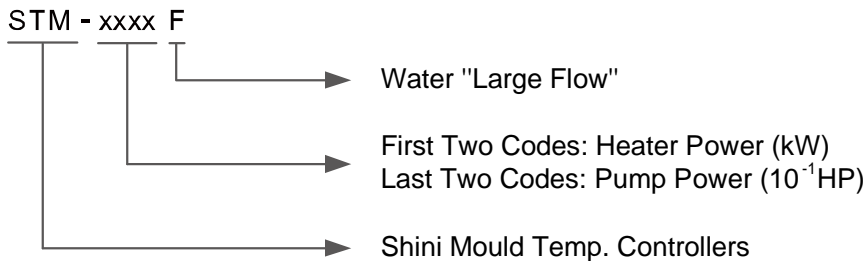 STM - xxxx F
Water "Large Flow"
First Two Codes: Heater Power (kW)
Last Two Codes: Pump Power (10⁻¹HP)
Shini Mould Temp. Controllers